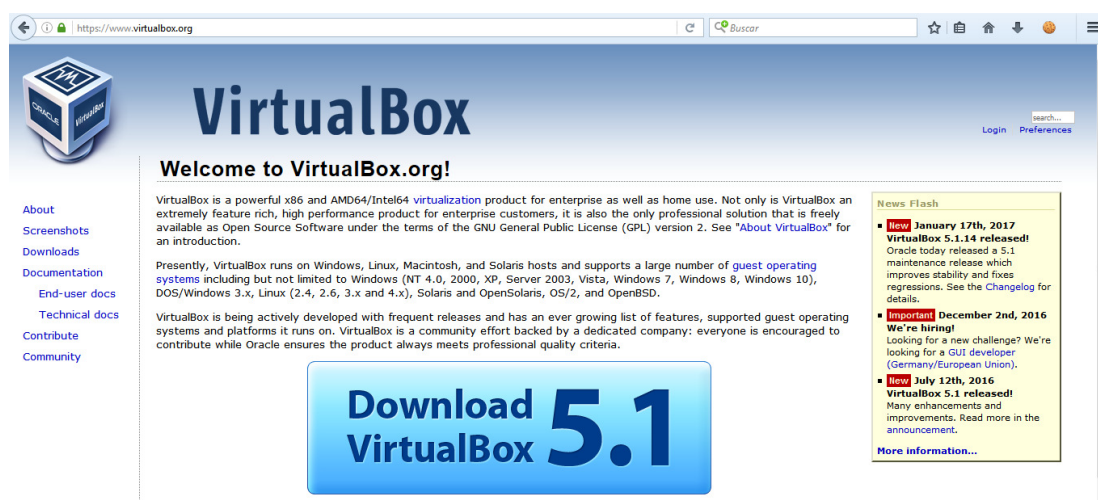 https://www.virtualbox.org
Buscar
ORACLE
VirtualBox
VirtualBox
search...
Login Preferences
Welcome to VirtualBox.org!
About
Screenshots
Downloads
Documentation
End-user docs
Technical docs
Contribute
Community
VirtualBox is a powerful x86 and AMD64/Intel64 virtualization product for enterprise as well as home use. Not only is VirtualBox an
extremely feature rich, high performance product for enterprise customers, it is also the only professional solution that is freely
available as Open Source Software under the terms of the GNU General Public License (GPL) version 2. See "About VirtualBox" for
an introduction.
Presently, VirtualBox runs on Windows, Linux, Macintosh, and Solaris hosts and supports a large number of guest operating
systems including but not limited to Windows (NT 4.0, 2000, XP, Server 2003, Vista, Windows 7, Windows 8, Windows 10),
DOS/Windows 3.x, Linux (2.4, 2.6, 3.x and 4.x), Solaris and OpenSolaris, OS/2, and OpenBSD.
VirtualBox is being actively developed with frequent releases and has an ever growing list of features, supported guest operating
systems and platforms it runs on. VirtualBox is a community effort backed by a dedicated company: everyone is encouraged to
contribute while Oracle ensures the product always meets professional quality criteria.
Download
VirtualBox
5.1
News Flash
New January 17th, 2017
VirtualBox 5.1.14 released!
Oracle today released a 5.1
maintenance release which
improves stability and fixes
regressions. See the Changelog for
details.
Important December 2nd, 2016
We're hiring!
Looking for a new challenge? We're
looking for a GUI developer
(Germany/European Union).
New July 12th, 2016
VirtualBox 5.1 released!
Many enhancements and
improvements. Read more in the
announcement.
More information...